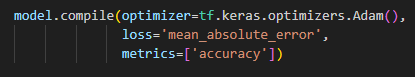 model.compile(optimizer=tf.keras.optimizers.Adam(),
loss='mean_absolute_error',
metrics=['accuracy'])